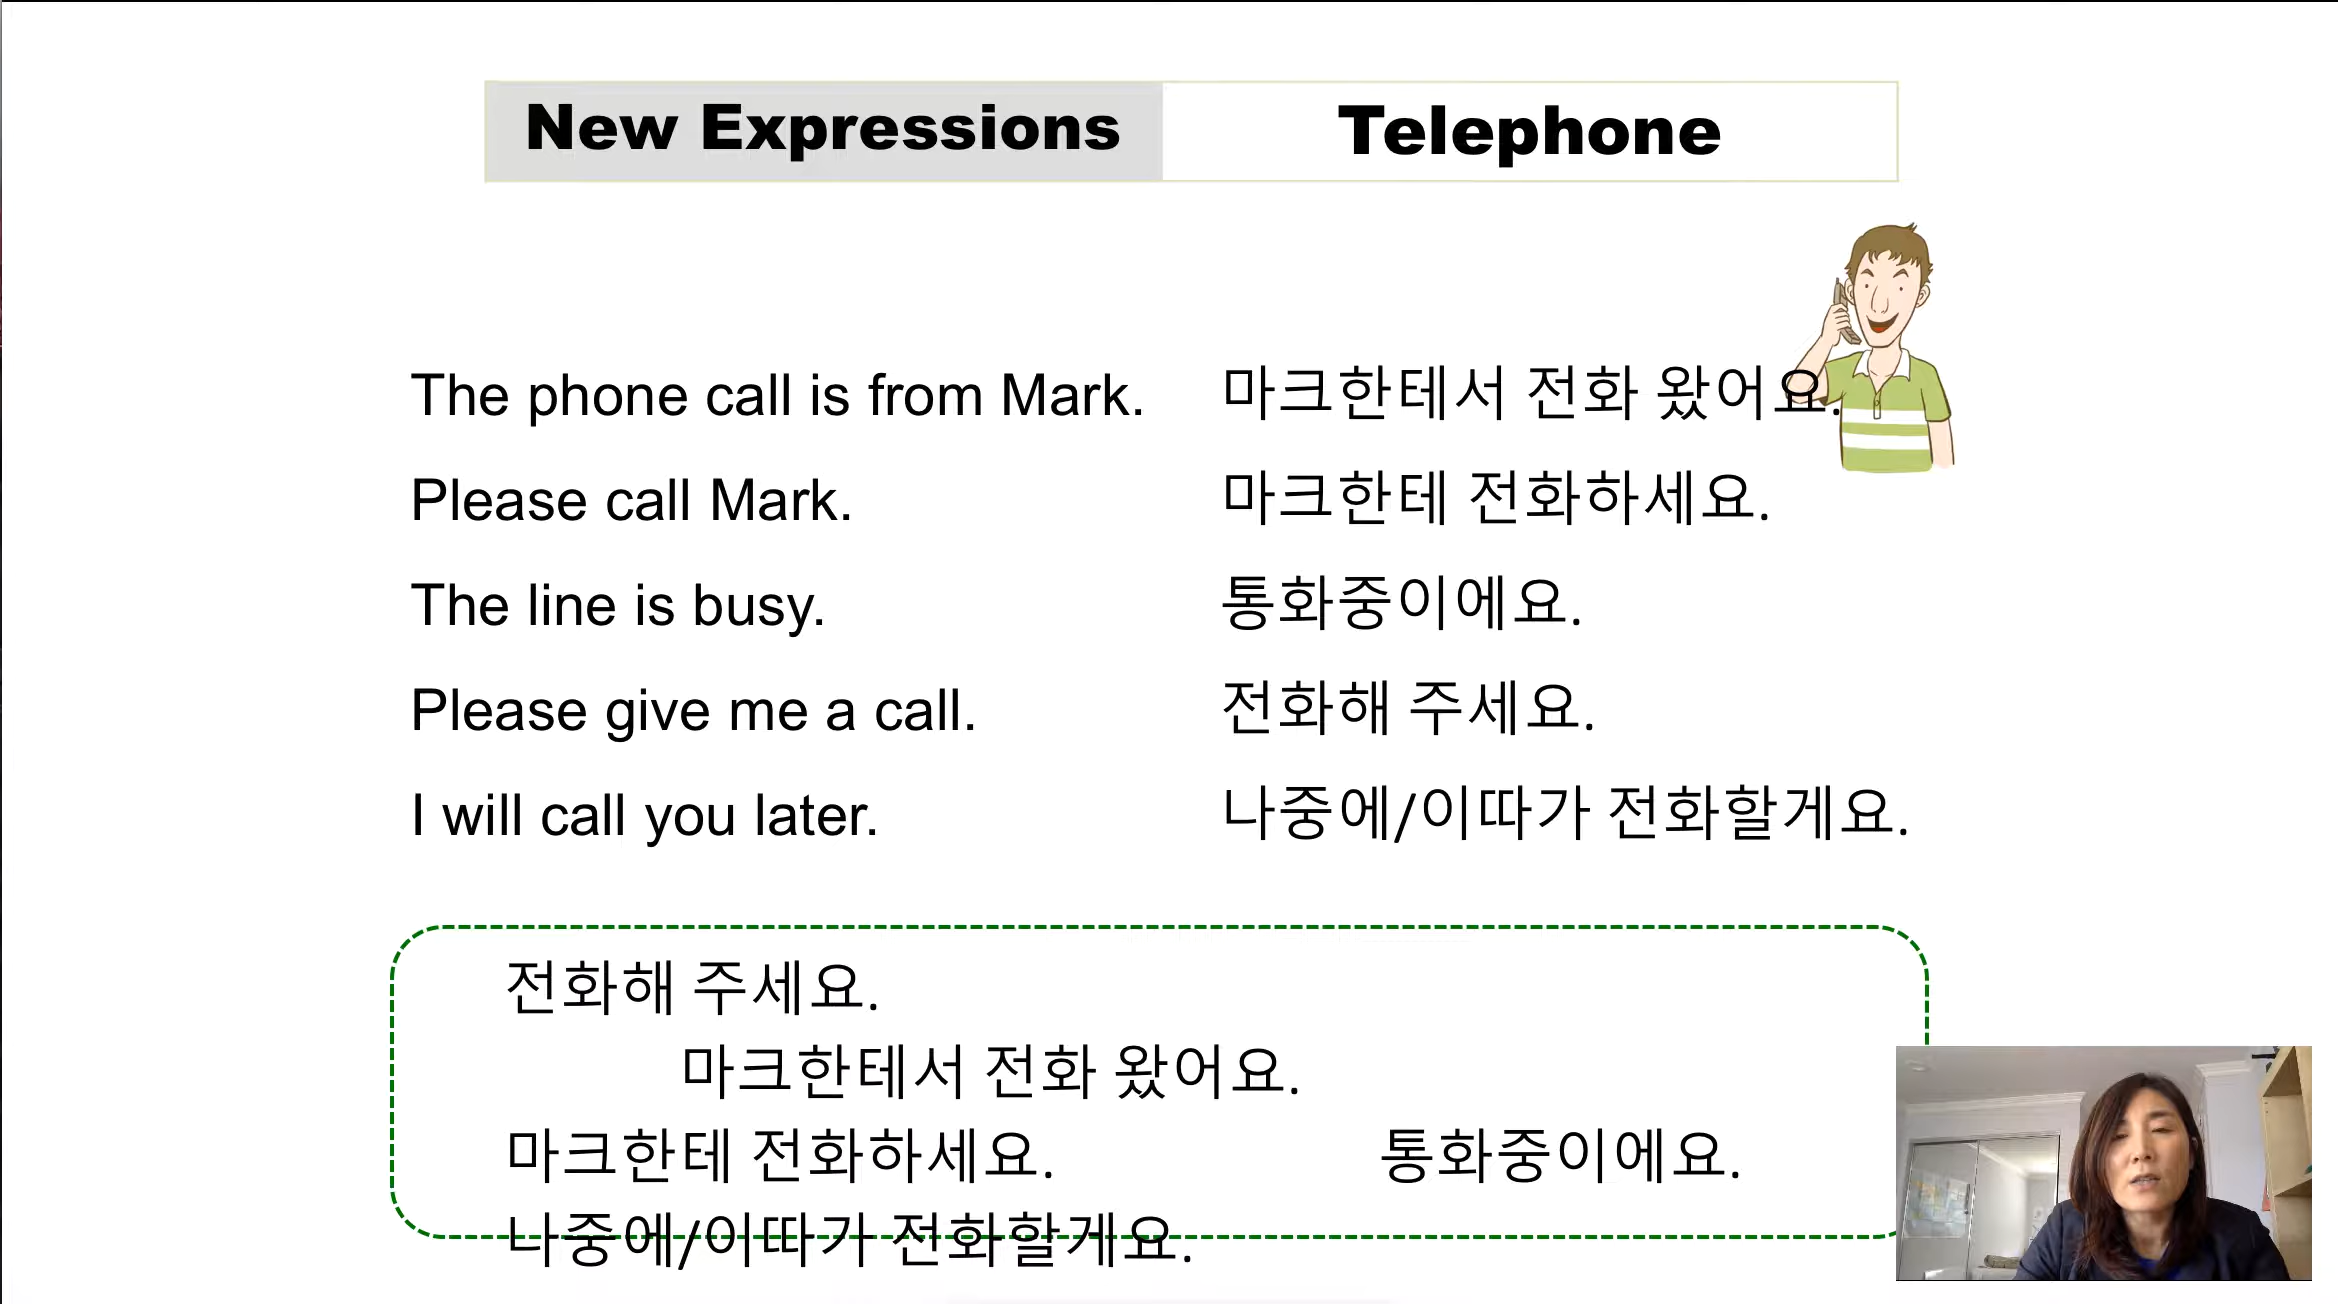 New Expressions Telephone
The phone call is from Mark. 마크한테서 전화 왔어요.
Please call Mark. 마크한테 전화하세요.
The line is busy. 통화중이에요.
Please give me a call. 전화해 주세요.
I will call you later. 나중에/이따가 전화할게요.
전화해 주세요.
마크한테서 전화 왔어요.
마크한테 전화하세요. 통화중이에요.
나중에/이따가 전화할게요.